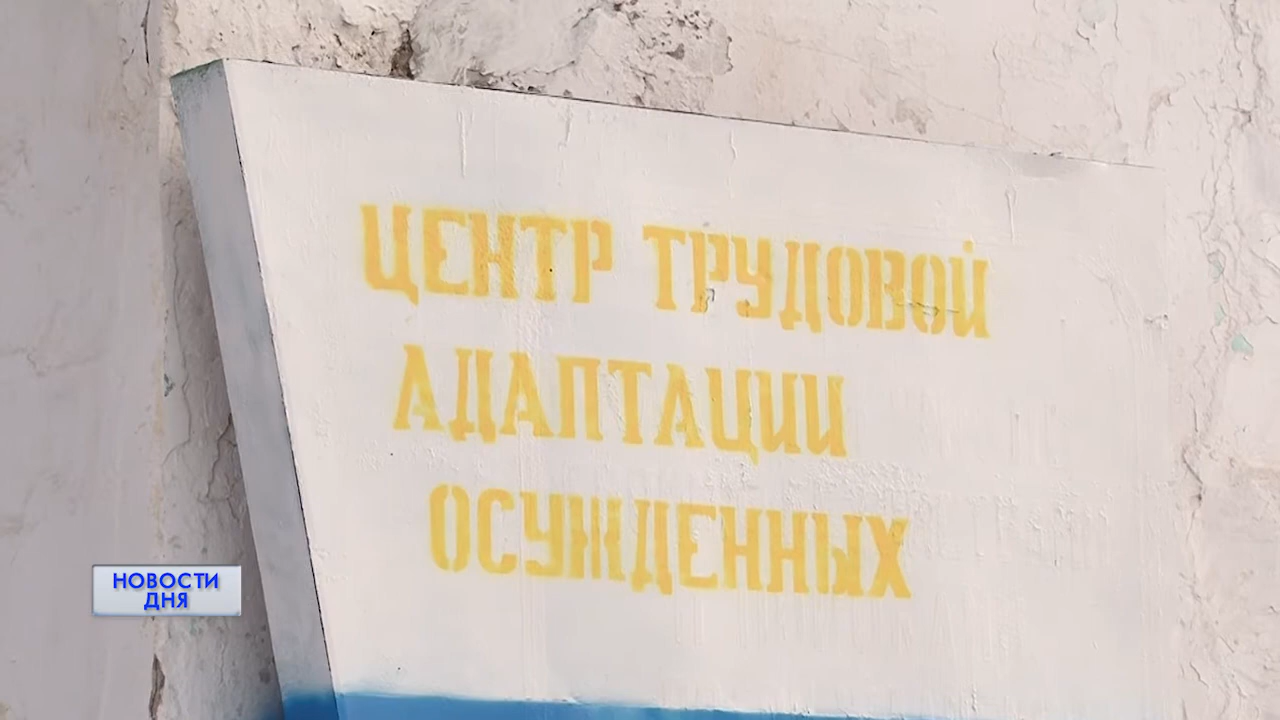 ЦЕНТР ТРУДОВОЙ
АДАПТАЦИИ
ОСУЖДЕННЫХ
НОВОСТИ
ДНЯ